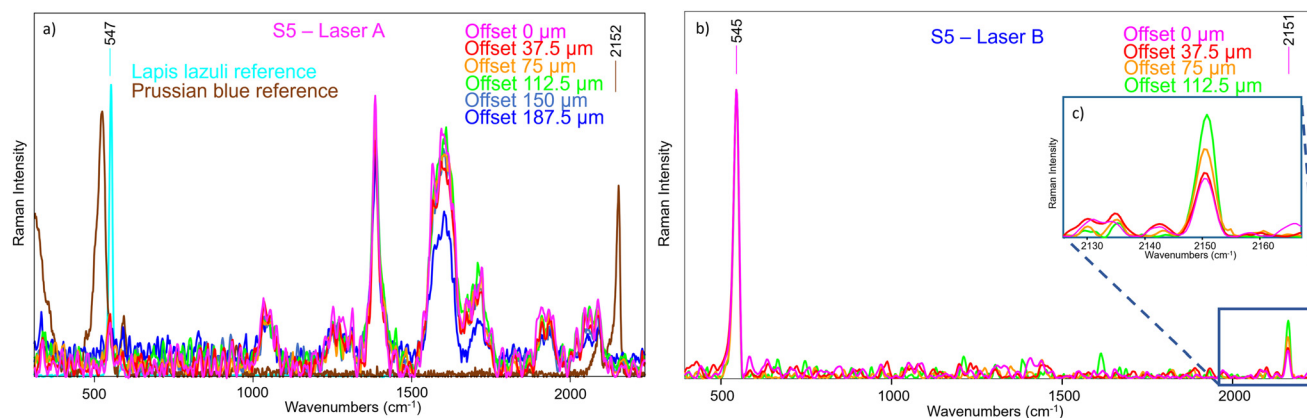 a)
547
S5 – Laser A
Offset 0 µm
Offset 37.5 µm
Offset 75 µm
Offset 112.5 µm
Offset 150 µm
Offset 187.5 µm
2152
Lapis lazuli reference
Prussian blue reference
Raman Intensity
500
1000
1500
2000
Wavenumbers (cm⁻¹)
b)
545
S5 – Laser B
Offset 0 µm
Offset 37.5 µm
Offset 75 µm
Offset 112.5 µm
2151
c)
Raman Intensity
2130
2140
2150
2160
Wavenumbers (cm⁻¹)
Raman Intensity
500
1000
1500
2000
Wavenumbers (cm⁻¹)